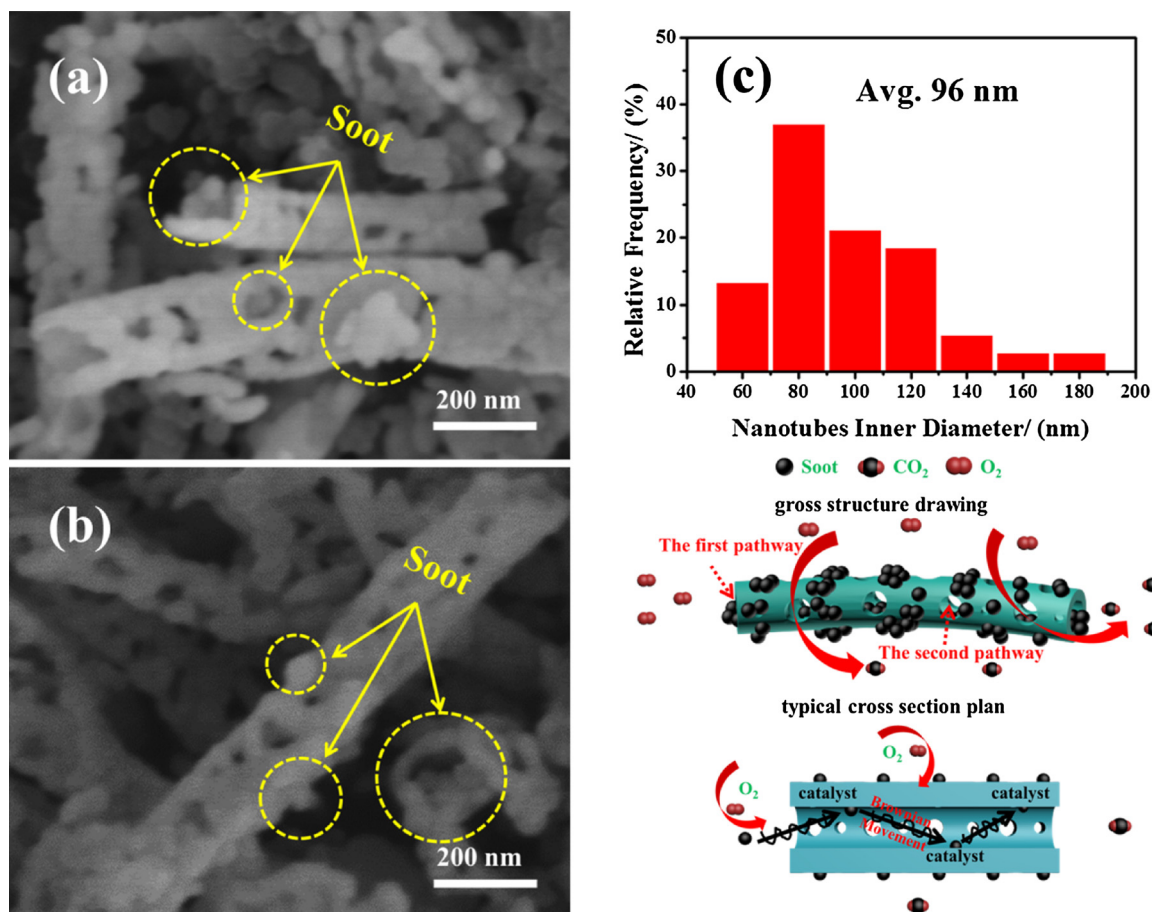 (a)
Soot
200 nm
(b)
Soot
200 nm
(c)
Avg. 96 nm
Relative Frequency/ (%)
50
40
30
20
10
0
40 60 80 100 120 140 160 180 200
Nanotubes Inner Diameter/ (nm)
Soot CO₂ O₂
gross structure drawing
The first pathway
The second pathway
typical cross section plan
O₂
O₂
catalyst
catalyst
Brownian
Movement
catalyst